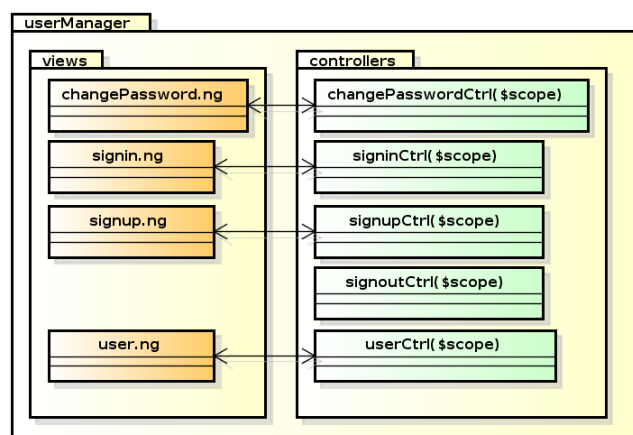 userManager
views
controllers
changePassword.ng
changePasswordCtrl($scope)
signin.ng
signinCtrl($scope)
signup.ng
signupCtrl($scope)
signoutCtrl($scope)
user.ng
userCtrl($scope)